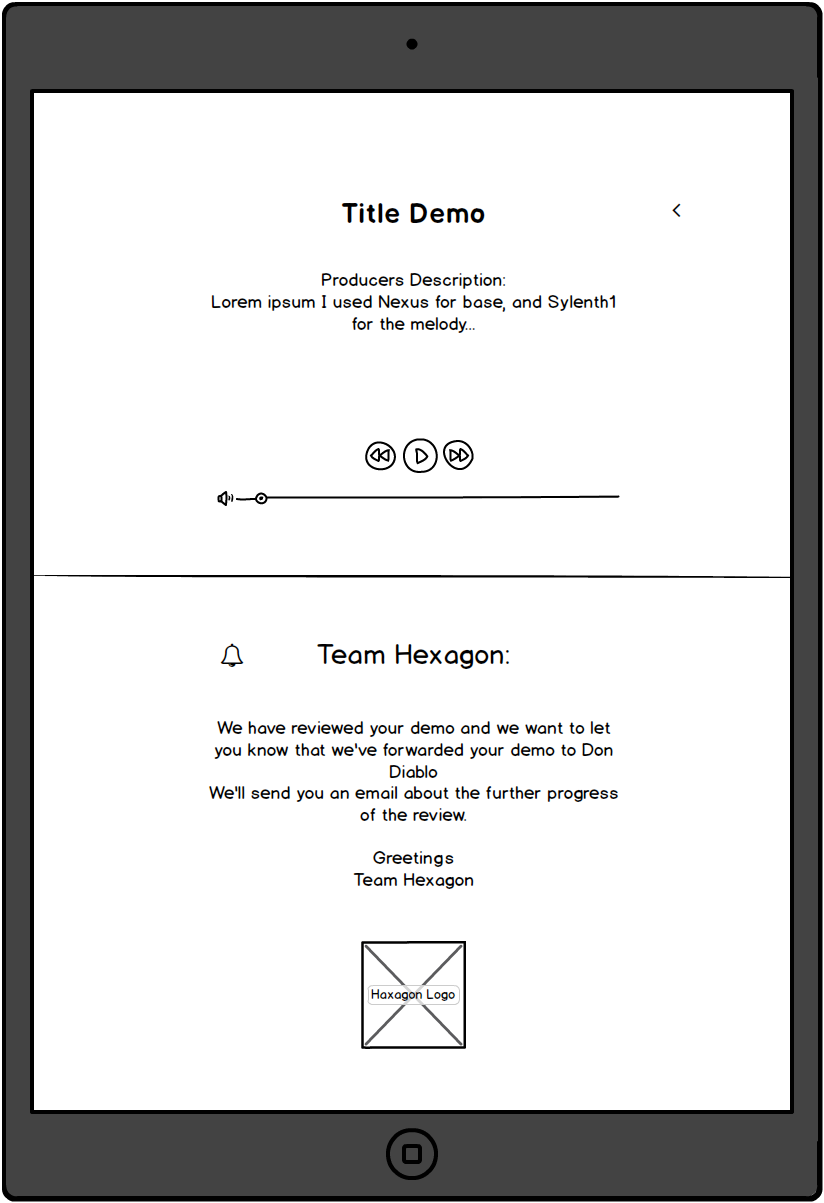 Title Demo
Producers Description:
Lorem ipsum I used Nexus for base, and Sylenth1
for the melody...
Team Hexagon:
We have reviewed your demo and we want to let
you know that we've forwarded your demo to Don
Diablo
We'll send you an email about the further progress
of the review.
Greetings
Team Hexagon
Haxagon Logo